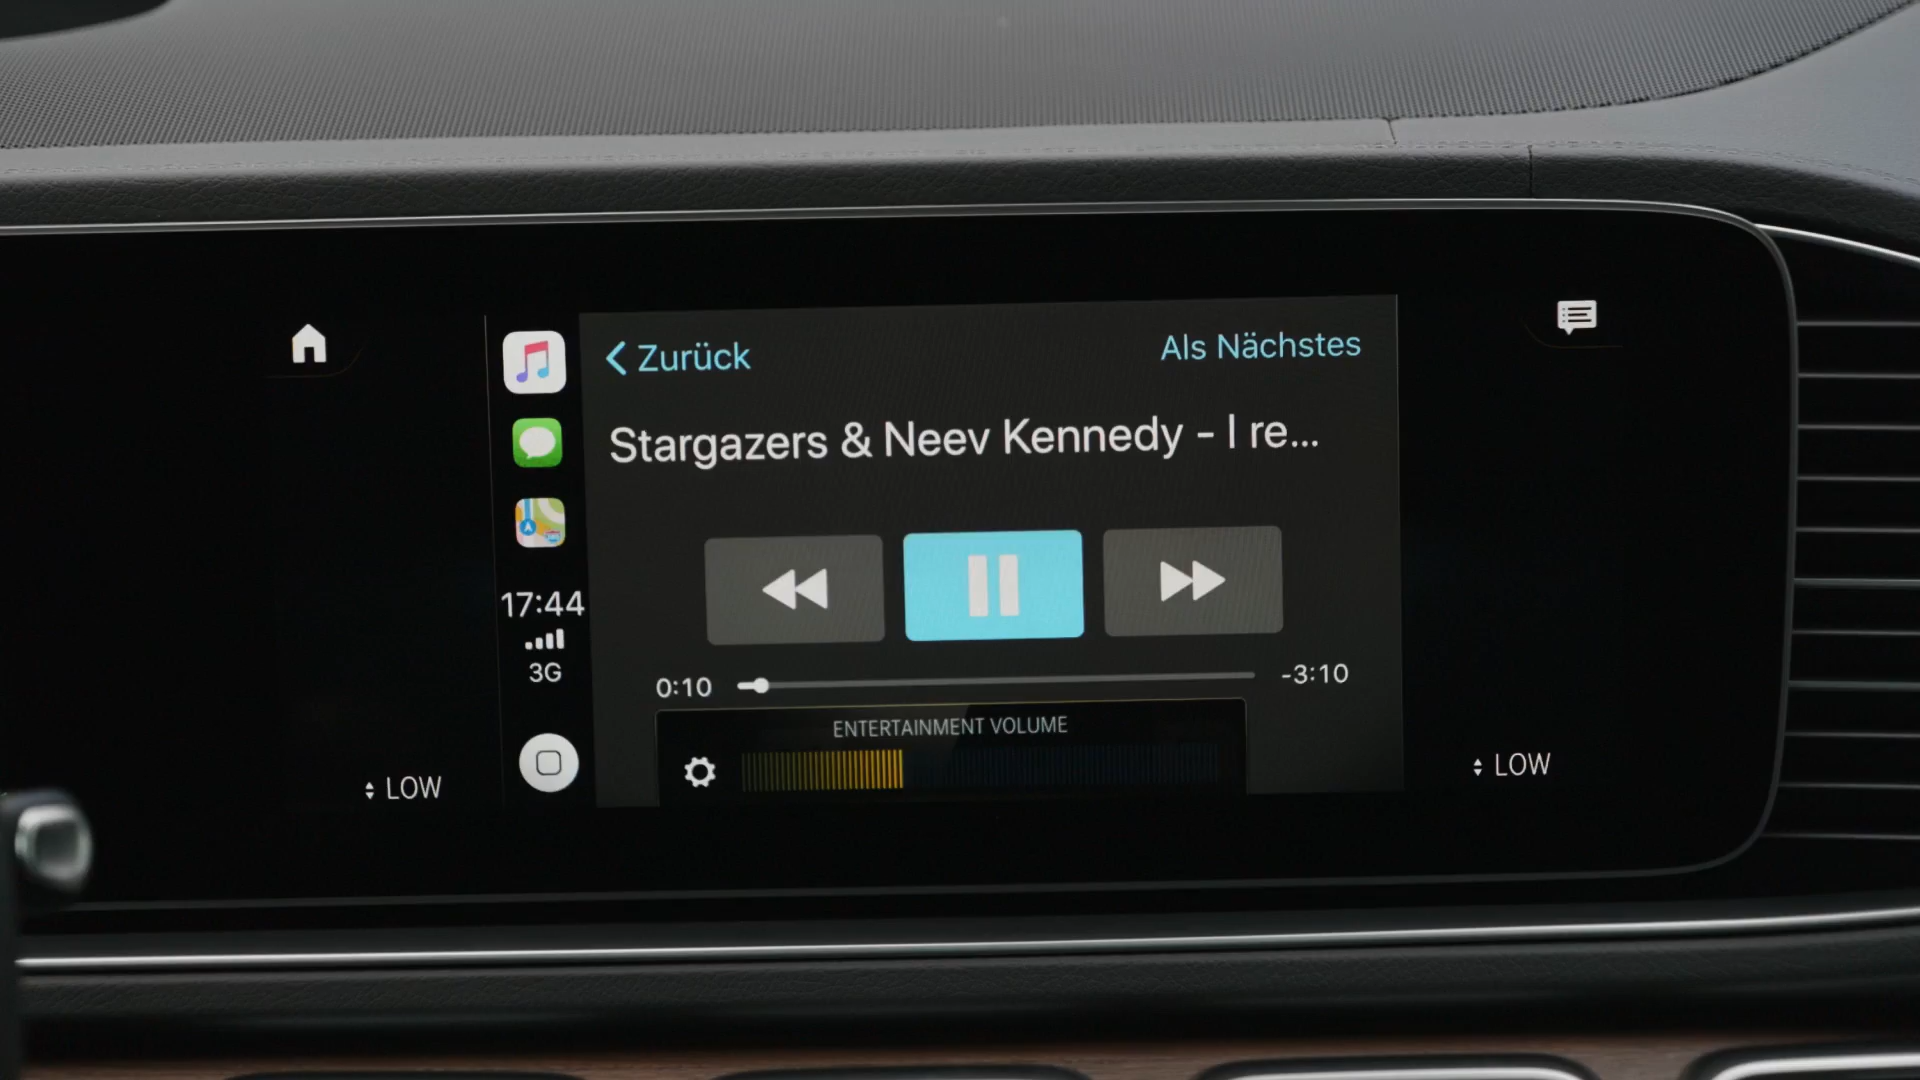 Zurück
Als Nächstes
Stargazers & Neev Kennedy - I re...
17:44
3G
0:10
-3:10
ENTERTAINMENT VOLUME
LOW
LOW